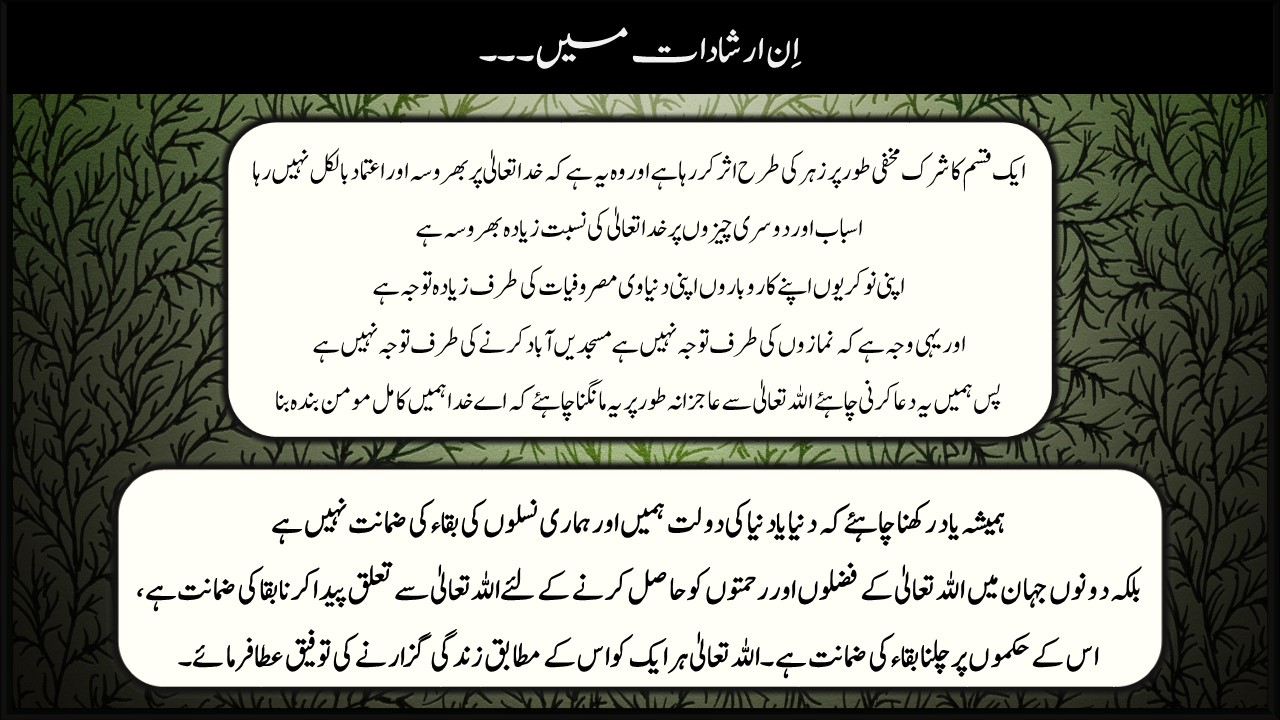 اِن ارشادات میں۔۔۔
ایک قسم کا شرک مخفی طور پر زہر کی طرح اثر کر رہا ہے اور وہ یہ ہے کہ خدا تعالیٰ پر بھروسہ اور اعتماد بالکل نہیں رہا
اسباب اور دوسری چیزوں پر خدا تعالیٰ کی نسبت زیادہ بھروسہ ہے
اپنی نوکریوں اپنے کاروباروں اپنی دنیاوی مصروفیات کی طرف زیادہ توجہ ہے
اور یہی وجہ ہے کہ نمازوں کی طرف توجہ نہیں ہے مسجدیں آباد کرنے کی طرف توجہ نہیں ہے
پس ہمیں یہ دعا کرنی چاہئے اللہ تعالیٰ سے عاجزانہ طور پر یہ مانگنا چاہئے کہ اے خدا ہمیں کامل مومن بندہ بنا
ہمیشہ یاد رکھنا چاہئے کہ دنیا یا دنیا کی دولت ہمیں اور ہماری نسلوں کی بقاء کی ضمانت نہیں ہے
بلکہ دونوں جہان میں اللہ تعالیٰ کے فضلوں اور رحمتوں کو حاصل کرنے کے لئے اللہ تعالیٰ سے تعلق پیدا کرنا بقا کی ضمانت ہے،
اس کے حکموں پر چلنا بقاء کی ضمانت ہے۔اللہ تعالیٰ ہر ایک کو اس کے مطابق زندگی گزارنے کی توفیق عطا فرمائے۔